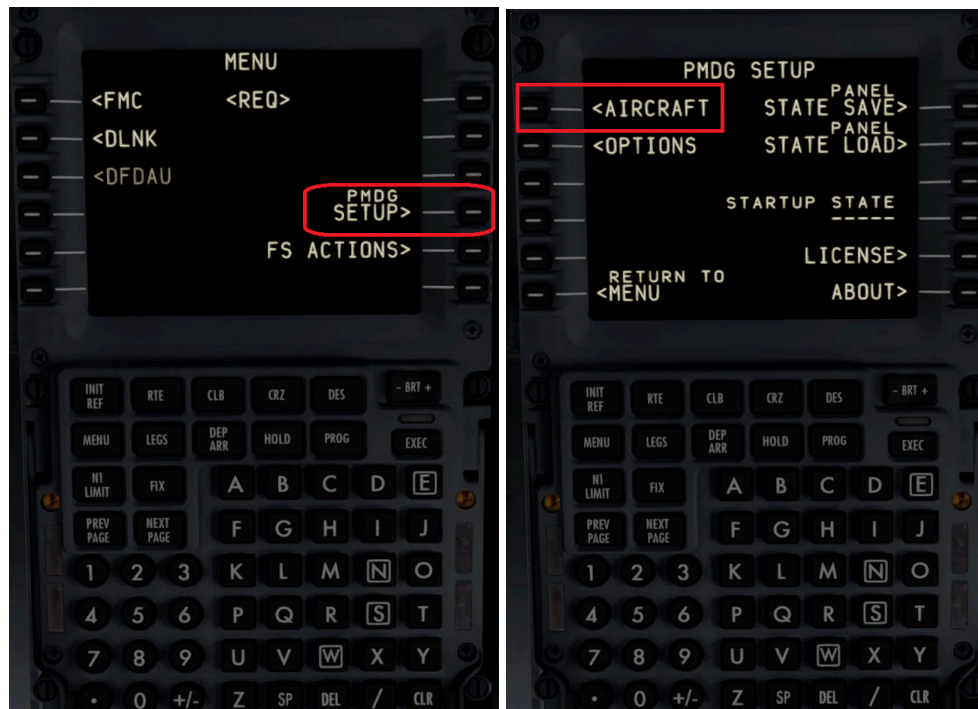 MENU
<FMC <REQ>
<DLNK
<DFDAU
PMDG
SETUP>
FS ACTIONS>
INIT REF RTE CLB CRZ DES - BRT +
MENU LEGS DEP ARR HOLD PROG EXEC
N1 LIMIT FIX A B C D E
PREV PAGE NEXT PAGE F G H I J
1 2 3 K L M N O
4 5 6 P Q R S T
7 8 9 U V W X Y
. 0 +/- Z SP DEL / CLR
PMDG SETUP
PANEL
<AIRCRAFT STATE SAVE>
PANEL
<OPTIONS STATE LOAD>
STARTUP STATE
-----
LICENSE>
RETURN TO
<MENU ABOUT>
INIT REF RTE CLB CRZ DES - BRT +
MENU LEGS DEP ARR HOLD PROG EXEC
N1 LIMIT FIX A B C D E
PREV PAGE NEXT PAGE F G H I J
1 2 3 K L M N O
4 5 6 P Q R S T
7 8 9 U V W X Y
. 0 +/- Z SP DEL / CLR